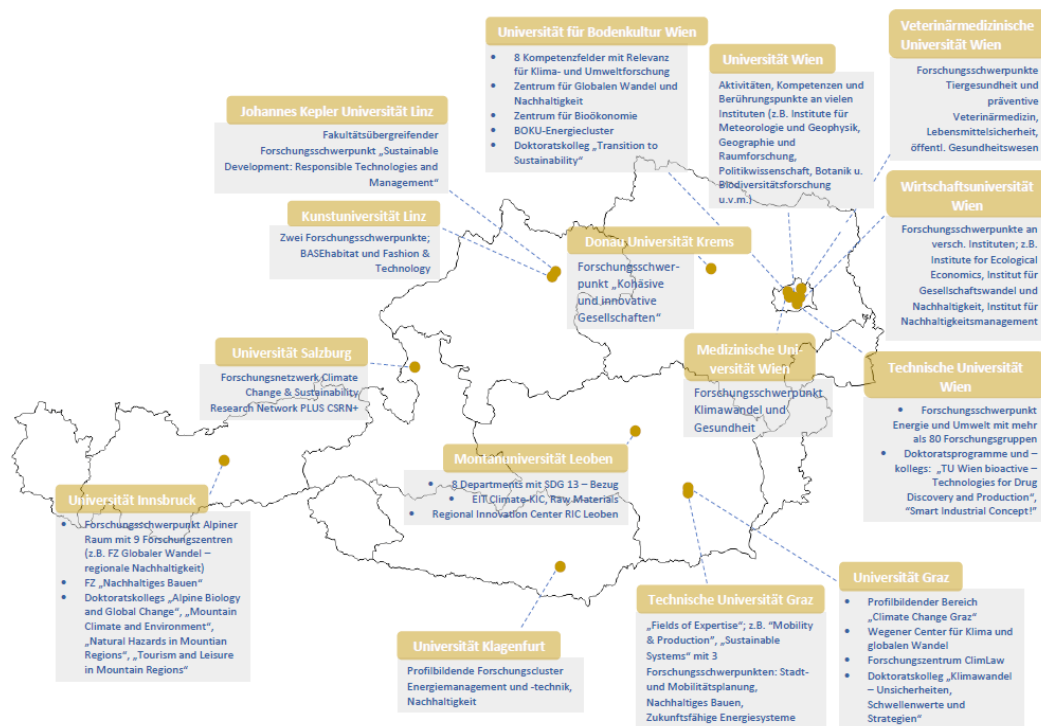 Universität für Bodenkultur Wien
• 8 Kompetenzfelder mit Relevanz
für Klima- und Umweltforschung
• Zentrum für Globalen Wandel und
Nachhaltigkeit
• Zentrum für Bioökonomie
• BOKU-Energiecluster
• Doktoratskolleg „Transition to
Sustainability“
Universität Wien
Aktivitäten, Kompetenzen und
Berührungspunkte an vielen
Instituten (z.B. Institute für
Meteorologie und Geophysik,
Geographie und
Raumforschung,
Politikwissenschaft, Botanik u.
Biodiversitätsforschung
u.v.m.)
Veterinärmedizinische
Universität Wien
Forschungsschwerpunkte
Tiergesundheit und
präventive
Veterinärmedizin,
Lebensmittelsicherheit,
öffentl. Gesundheitswesen
Johannes Kepler Universität Linz
Fakultätsübergreifender
Forschungsschwerpunkt „Sustainable
Development: Responsible Technologies and
Management“
Kunstuniversität Linz
Zwei Forschungsschwerpunkte;
BASEhabitat und Fashion &
Technology
Donau Universität Krems
Forschungsschwer-
punkt „Kohäsive
und innovative
Gesellschaften“
Wirtschaftsuniversität
Wien
Forschungsschwerpunkte an
versch. Instituten; z.B.
Institute for Ecological
Economics, Institut für
Gesellschaftswandel und
Nachhaltigkeit, Institut für
Nachhaltigkeitsmanagement
Universität Salzburg
Forschungsnetzwerk Climate
Change & Sustainability
Research Network PLUS CSRN+
Medizinische Uni-
versität Wien
Forschungsschwerpunkt
Klimawandel und
Gesundheit
Technische Universität
Wien
• Forschungsschwerpunkt
Energie und Umwelt mit mehr
als 80 Forschungsgruppen
• Doktoratsprogramme und –
kollegs: „TU Wien bioactive –
Technologies for Drug
Discovery and Production“,
“Smart Industrial Concept!”
Montanuniversität Leoben
• 8 Departments mit SDG 13 – Bezug
• EIT Climate-KIC, Raw Materials
• Regional Innovation Center RIC Leoben
Universität Innsbruck
• Forschungsschwerpunkt Alpiner
Raum mit 9 Forschungszentren
(z.B. FZ Globaler Wandel –
regionale Nachhaltigkeit)
• FZ „Nachhaltiges Bauen“
• Doktoratskollegs „Alpine Biology
and Global Change“, „Mountain
Climate and Environment“,
„Natural Hazards in Mountian
Regions“, „Tourism and Leisure
in Mountain Regions“
Universität Klagenfurt
Profilbildende Forschungscluster
Energiemanagement und -technik,
Nachhaltigkeit
Technische Universität Graz
„Fields of Expertise“; z.B. “Mobility
& Production”, „Sustainable
Systems“ mit 3
Forschungsschwerpunkten: Stadt-
und Mobilitätsplanung,
Nachhaltiges Bauen,
Zukunftsfähige Energiesysteme
Universität Graz
• Profilbildender Bereich
„Climate Change Graz“
• Wegener Center für Klima und
globalen Wandel
• Forschungszentrum ClimLaw
• Doktoratskolleg „Klimawandel
– Unsicherheiten,
Schwellenwerte und
Strategien“